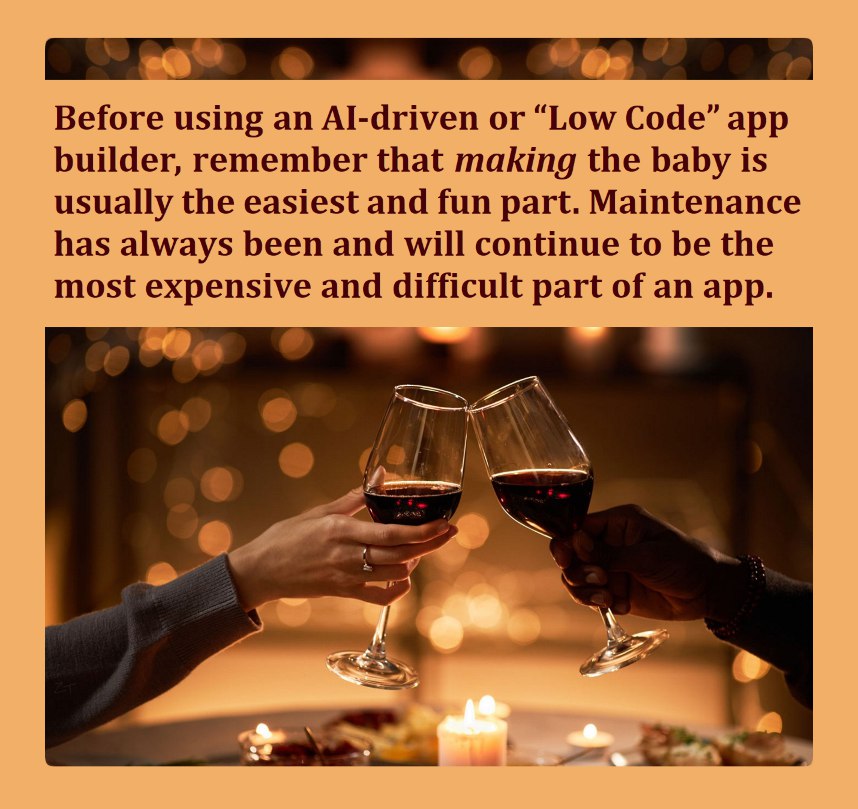 Before using an AI-driven or “Low Code” app
builder, remember that making the baby is
usually the easiest and fun part. Maintenance
has always been and will continue to be the
most expensive and difficult part of an app.